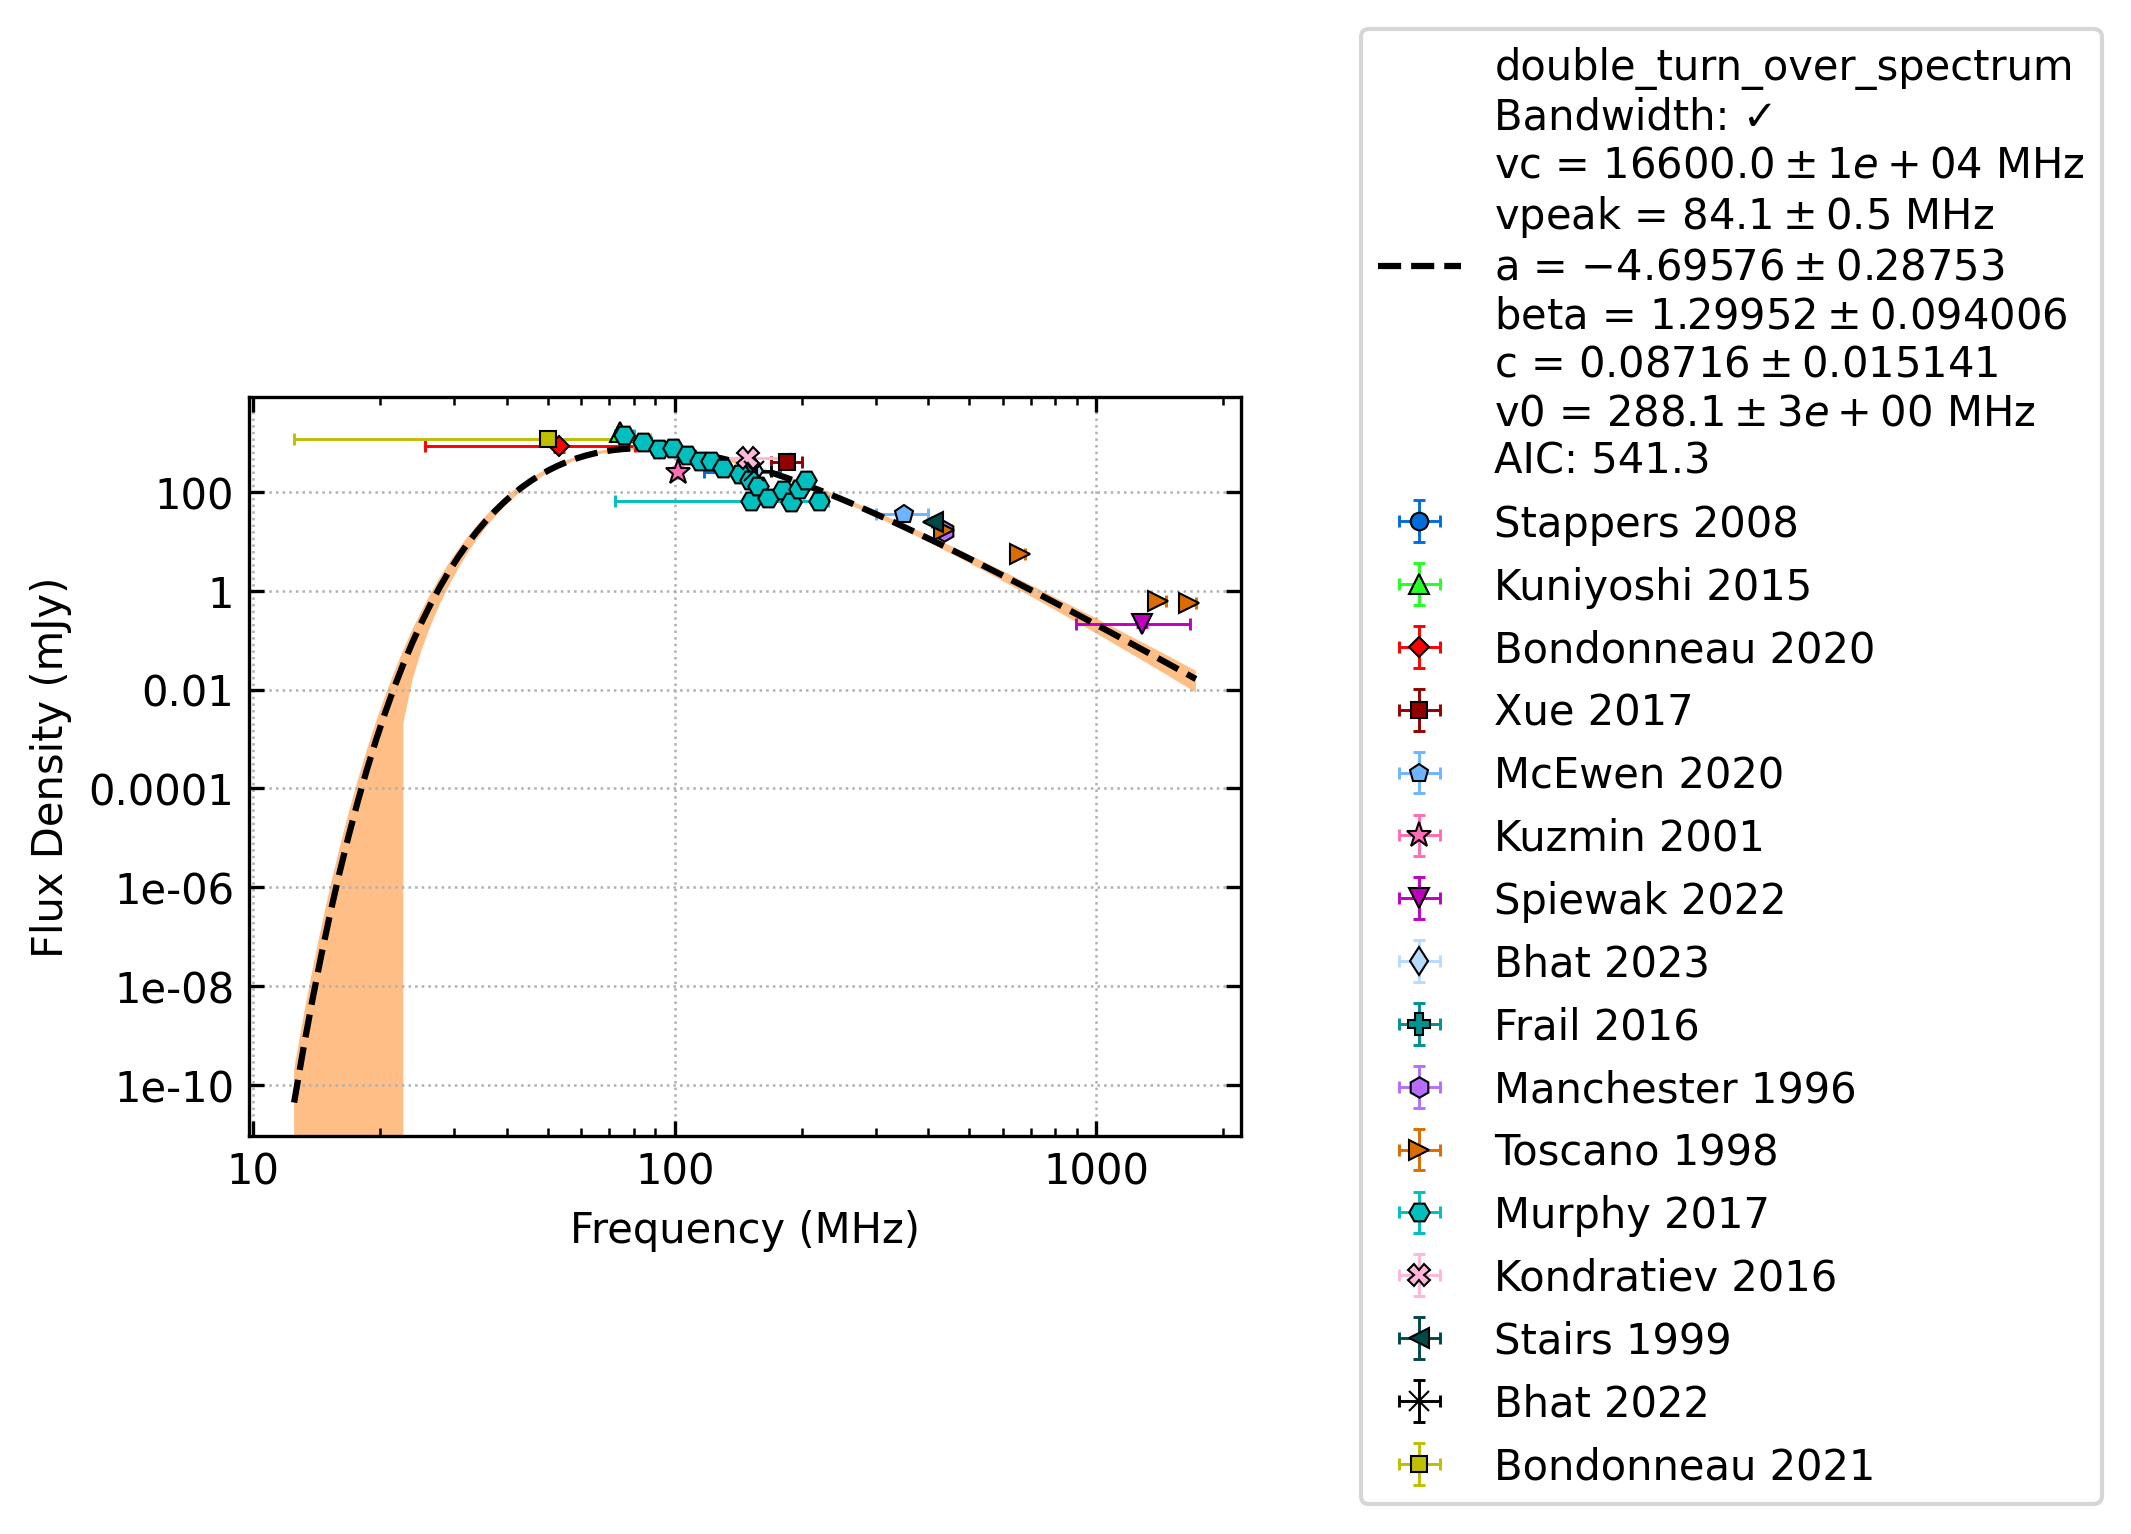 double_turn_over_spectrum
Bandwidth: ✓
vc = 16600.0 ± 1e + 04 MHz
vpeak = 84.1 ± 0.5 MHz
a = −4.69576 ± 0.28753
beta = 1.29952 ± 0.094006
c = 0.08716 ± 0.015141
v0 = 288.1 ± 3e + 00 MHz
AIC: 541.3
Stappers 2008
Kuniyoshi 2015
Bondonneau 2020
Xue 2017
McEwen 2020
Kuzmin 2001
Spiewak 2022
Bhat 2023
Frail 2016
Manchester 1996
Toscano 1998
Murphy 2017
Kondratiev 2016
Stairs 1999
Bhat 2022
Bondonneau 2021
Flux Density (mJy)
100
1
0.01
0.0001
1e-06
1e-08
1e-10
10 100 1000
Frequency (MHz)